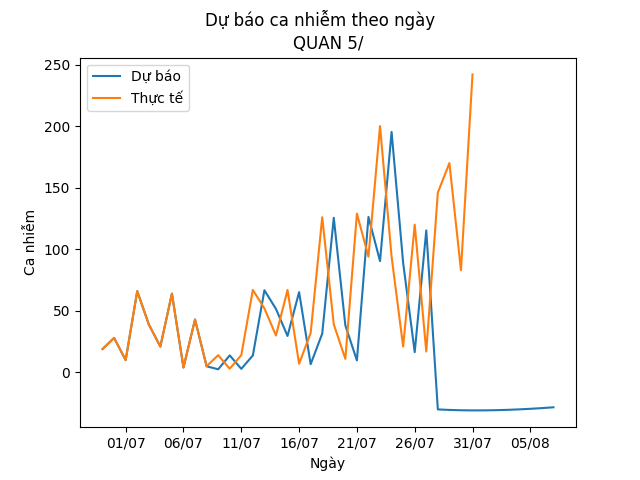 Dự báo ca nhiễm theo ngày
QUAN 5/
Dự báo
Thực tế
Ca nhiễm
250
200
150
100
50
0
01/07 06/07 11/07 16/07 21/07 26/07 31/07 05/08
Ngày